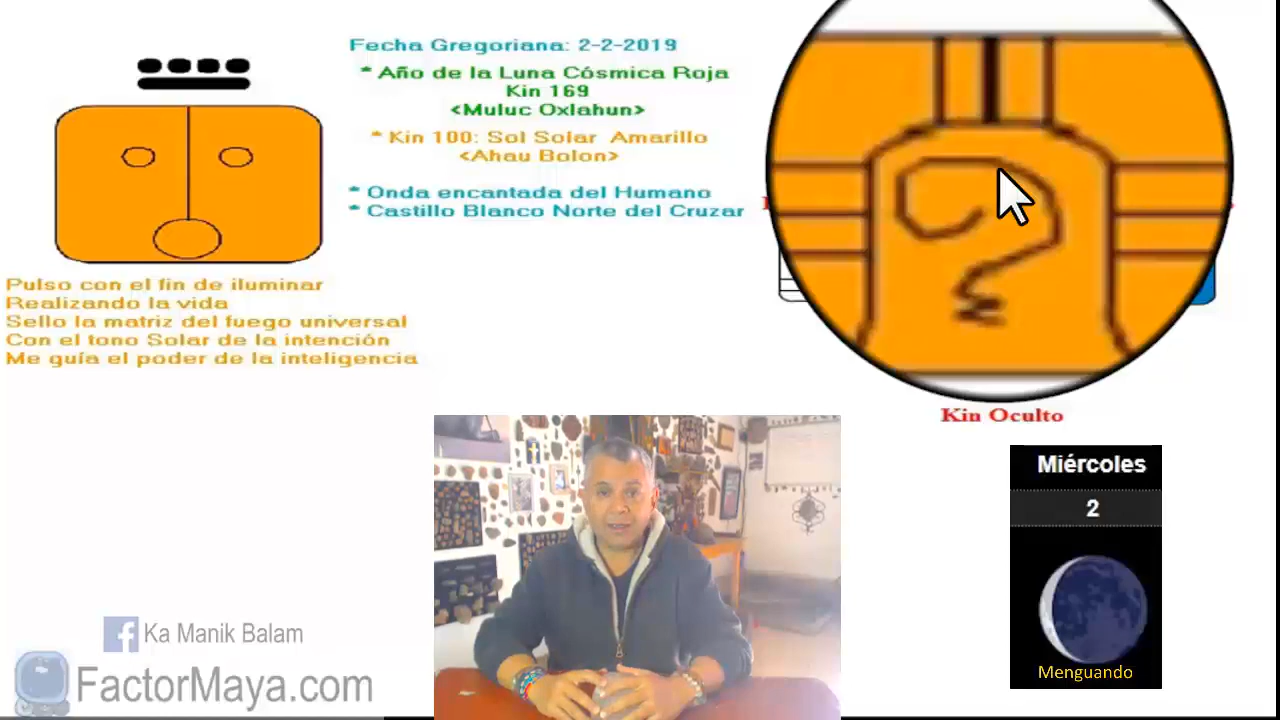 Fecha Gregoriana: 2-2-2019
* Año de la Luna Cósmica Roja
Kin 169
<Muluc Oxlahun>
* Kin 100: Sol Solar Amarillo
<Ahau Bolon>
* Onda encantada del Humano
* Castillo Blanco Norte del Cruzar
Pulso con el fin de iluminar
Realizando la vida
Sello la matriz del fuego universal
Con el tono Solar de la intención
Me guía el poder de la inteligencia
Kin Oculto
Miércoles
2
Menguando
Ka Manik Balam
FactorMaya.com